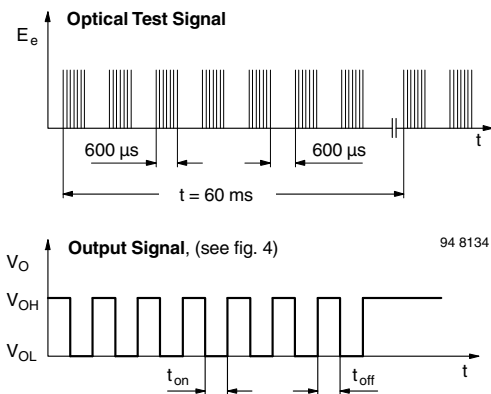 Optical Test Signal
Ee
600 µs
600 µs
t
t = 60 ms
Output Signal, (see fig. 4)
94 8134
VO
VOH
VOL
ton
toff
t